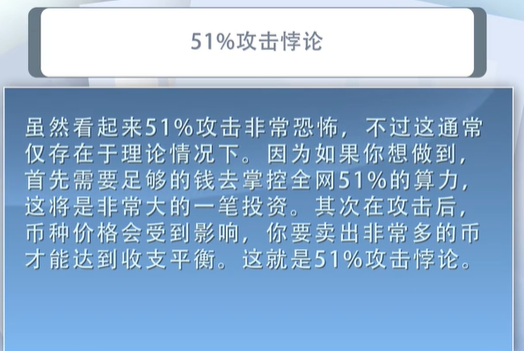 51%攻击悖论
虽然看起来51%攻击非常恐怖，不过这通常
仅存在于理论情况下。因为如果你想做到，
首先需要足够的钱去掌控全网51%的算力，
这将是非常大的一笔投资。其次在攻击后，
币种价格会受到影响，你要卖出非常多的币
才能达到收支平衡。这就是51%攻击悖论。